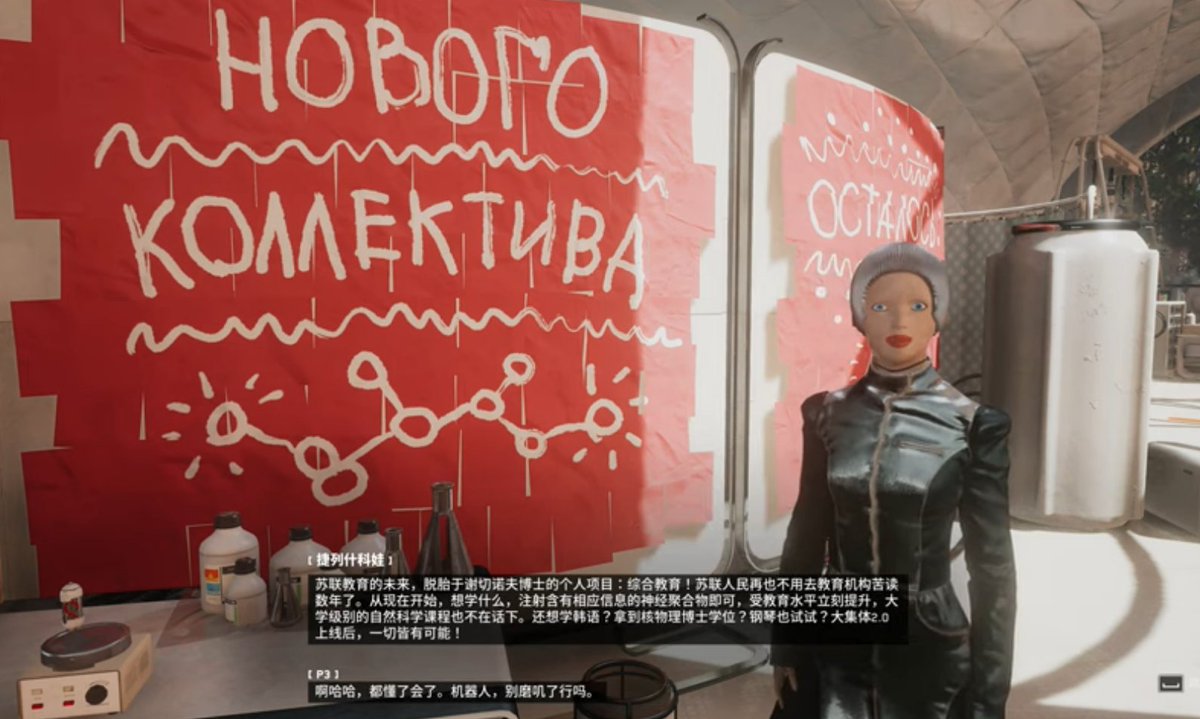 НОВОГО
КОЛЛЕКТИВА
ОСТАЛОСЬ:
[ 捷列什科娃 ]
苏联教育的未来，脱胎于谢切诺夫博士的个人项目：综合教育！苏联人民再也不用去教育机构苦读
数年了。从现在开始，想学什么，注射含有相应信息的神经聚合物即可，受教育水平立刻提升，大
学级别的自然科学课程也不在话下。还想学韩语？拿到核物理博士学位？钢琴也试试？大集体2.0
上线后，一切皆有可能！
[ P3 ]
啊哈哈，都懂了会了。机器人，别磨叽了行吗。